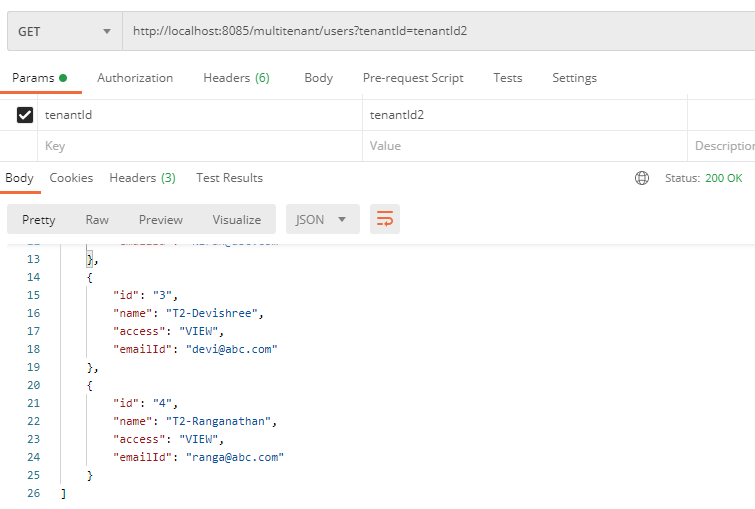 GET http://localhost:8085/multitenant/users?tenantId=tenantId2
Params Authorization Headers (6) Body Pre-request Script Tests Settings
tenantId tenantId2
Key Value Description
Body Cookies Headers (3) Test Results Status: 200 OK
Pretty Raw Preview Visualize JSON
13 },
14 {
15 "id": "3",
16 "name": "T2-Devishree",
17 "access": "VIEW",
18 "emailId": "devi@abc.com"
19 },
20 {
21 "id": "4",
22 "name": "T2-Ranganathan",
23 "access": "VIEW",
24 "emailId": "ranga@abc.com"
25 }
26 ]